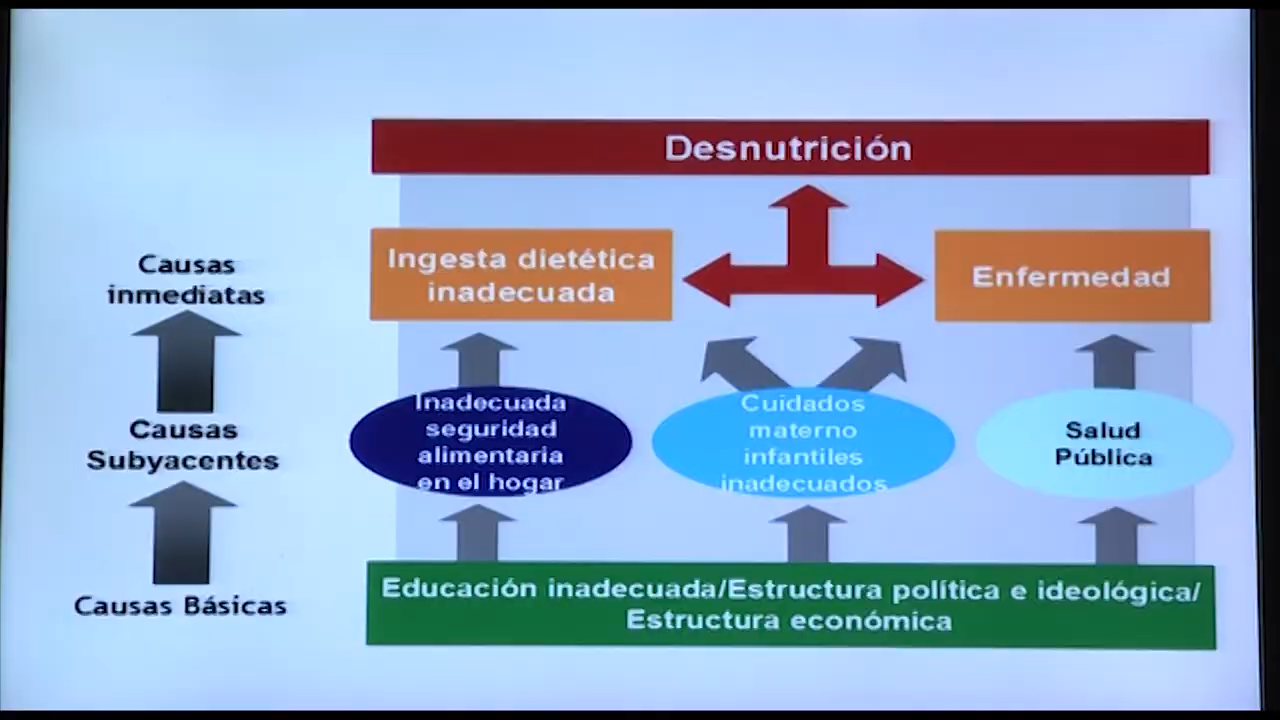 Desnutrición
Causas
inmediatas
Ingesta dietética
inadecuada
Enfermedad
Causas
Subyacentes
Inadecuada
seguridad
alimentaria
en el hogar
Cuidados
materno
infantiles
inadecuados
Salud
Pública
Causas Básicas
Educación inadecuada/Estructura política e ideológica/
Estructura económica